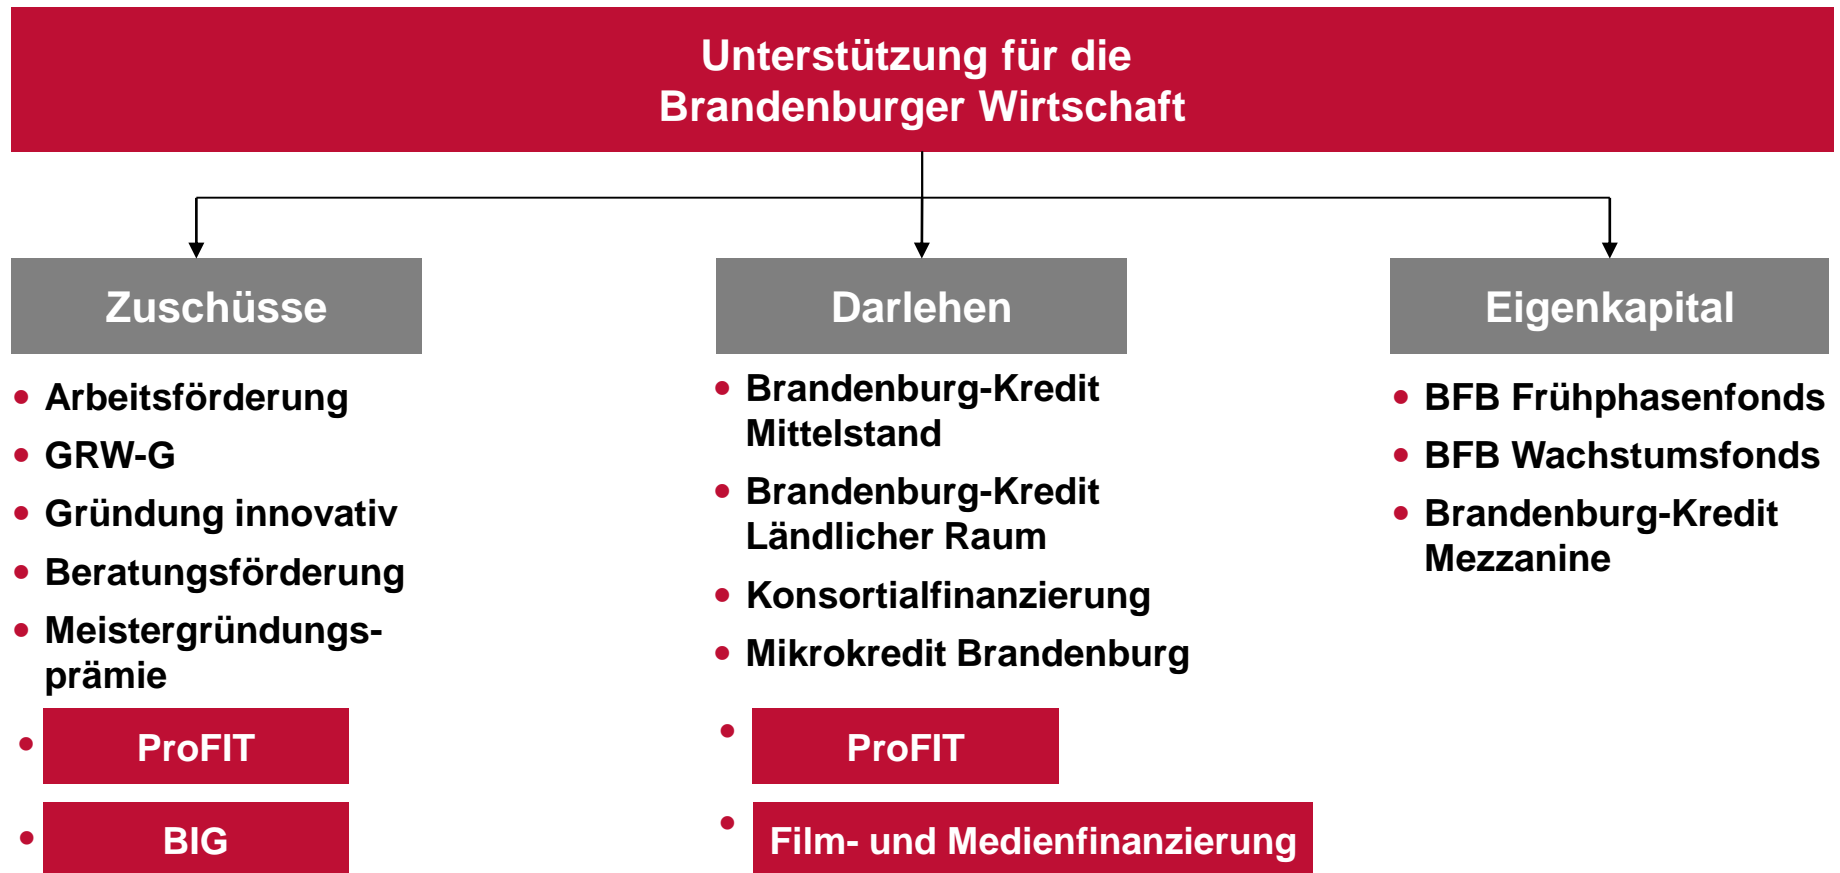 Unterstützung für die
Brandenburger Wirtschaft
Zuschüsse
• Arbeitsförderung
• GRW-G
• Gründung innovativ
• Beratungsförderung
• Meistergründungs-
prämie
• ProFIT
• BIG
Darlehen
• Brandenburg-Kredit
Mittelstand
• Brandenburg-Kredit
Ländlicher Raum
• Konsortialfinanzierung
• Mikrokredit Brandenburg
• ProFIT
• Film- und Medienfinanzierung
Eigenkapital
• BFB Frühphasenfonds
• BFB Wachstumsfonds
• Brandenburg-Kredit
Mezzanine